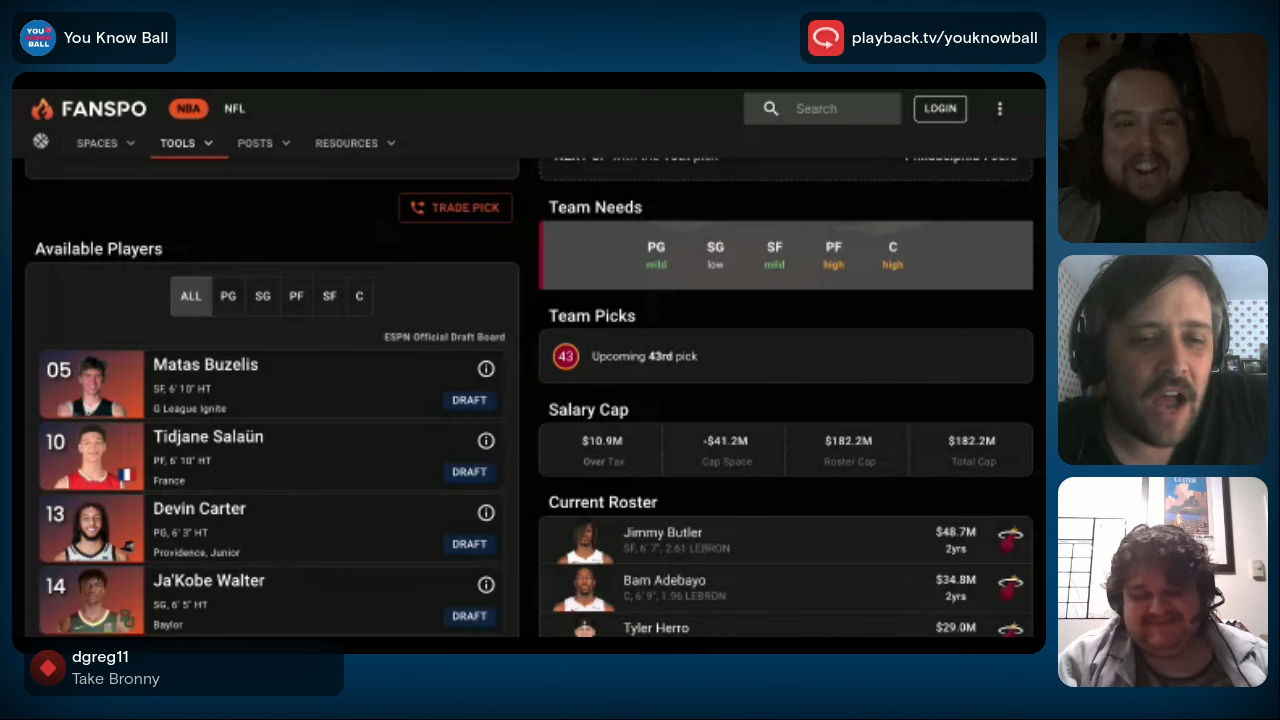 YOU KNOW BALL
You Know Ball
playback.tv/youknowball
FANSPO
NBA
NFL
Search
LOGIN
SPACES
TOOLS
POSTS
RESOURCES
TRADE PICK
Available Players
ALL
PG
SG
PF
SF
C
ESPN Official Draft Board
05
Matas Buzelis
SF, 6' 10" HT
G League Ignite
DRAFT
10
Tidjane Salaün
PF, 6' 10" HT
France
DRAFT
13
Devin Carter
PG, 6' 3" HT
Providence, Junior
DRAFT
14
Ja'Kobe Walter
SG, 6' 5" HT
Baylor
DRAFT
Team Needs
PG SG SF PF C
mild low mild high high
Team Picks
43 Upcoming 43rd pick
Salary Cap
$10.9M -$41.2M $182.2M $182.2M
Over Tax Cap Space Roster Cap Total Cap
Current Roster
Jimmy Butler $48.7M
SF, 6' 7", 2.61 LEBRON 2yrs
Bam Adebayo $34.8M
C, 6' 9", 1.96 LEBRON 2yrs
Tyler Herro $29.0M
dgreg11
Take Bronny
ULSTER